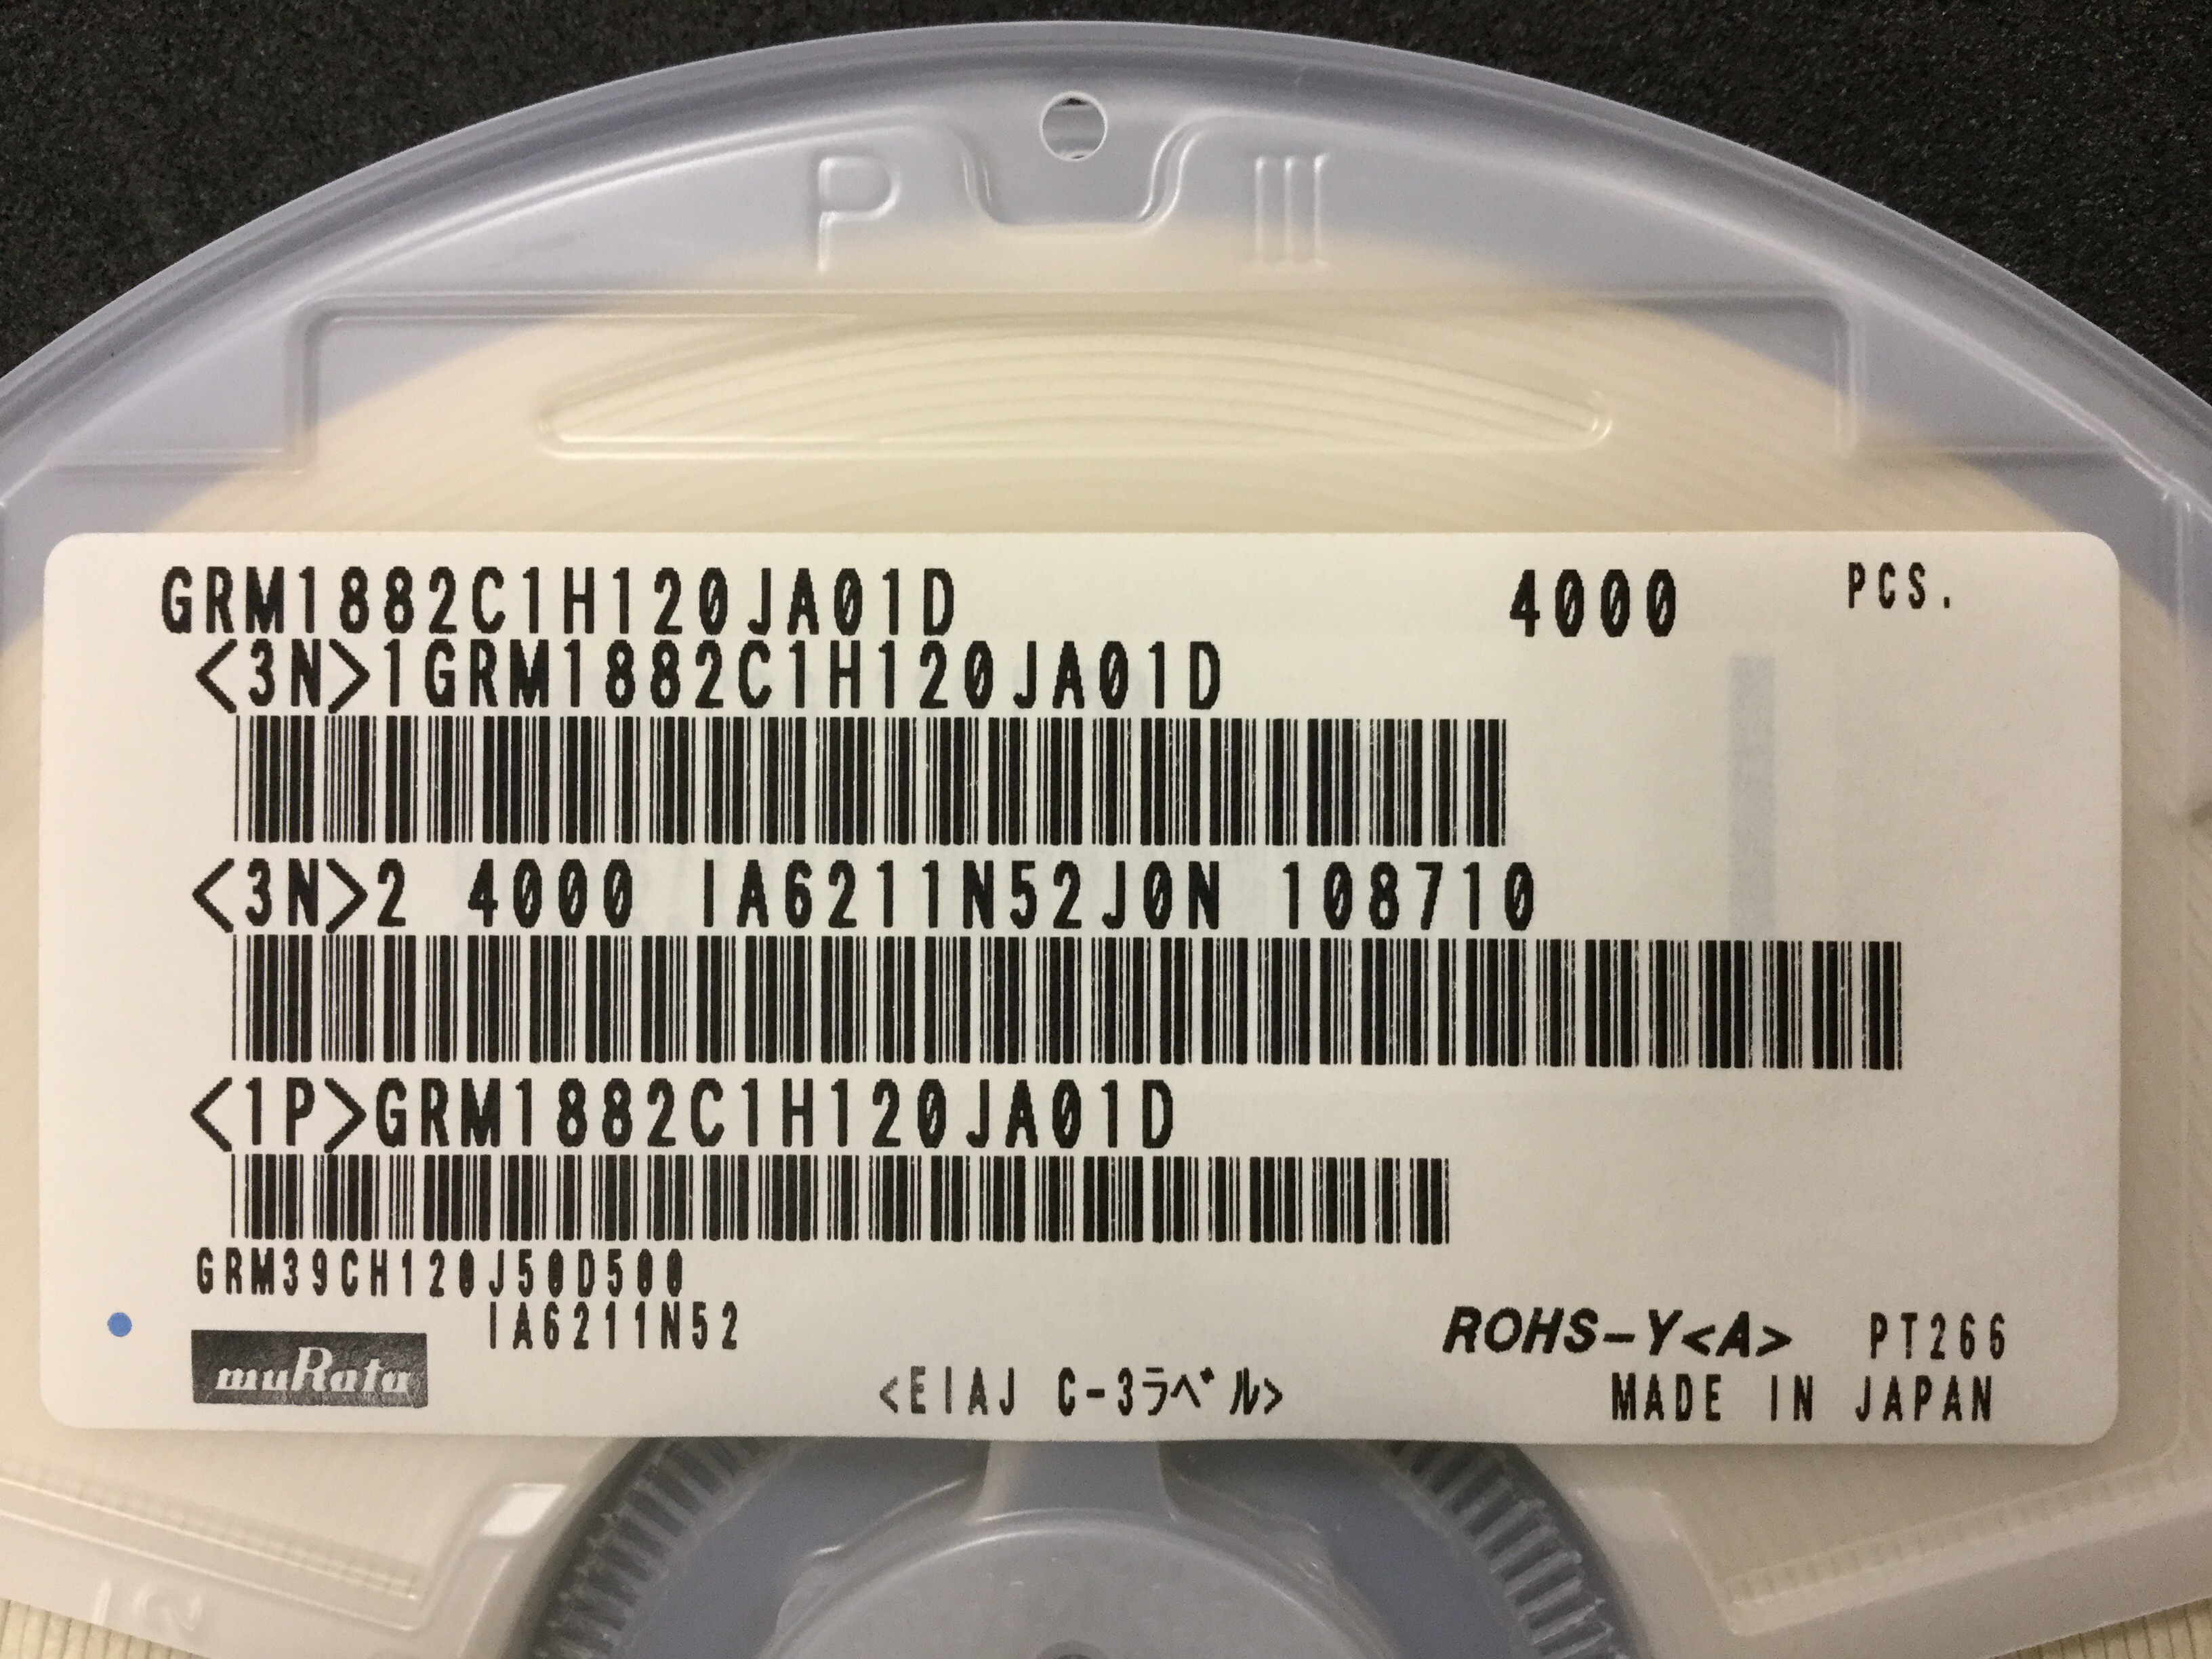 P III
GRM1882C1H120JA01D 4000 PCS.
<3N>1GRM1882C1H120JA01D
<3N>2 4000 IA6211N52J0N 108710
<1P>GRM1882C1H120JA01D
GRM39CH120J50D500
IA6211N52
muRata
ROHS-Y<A> PT266
<EIAJ C-3ラベル>
MADE IN JAPAN